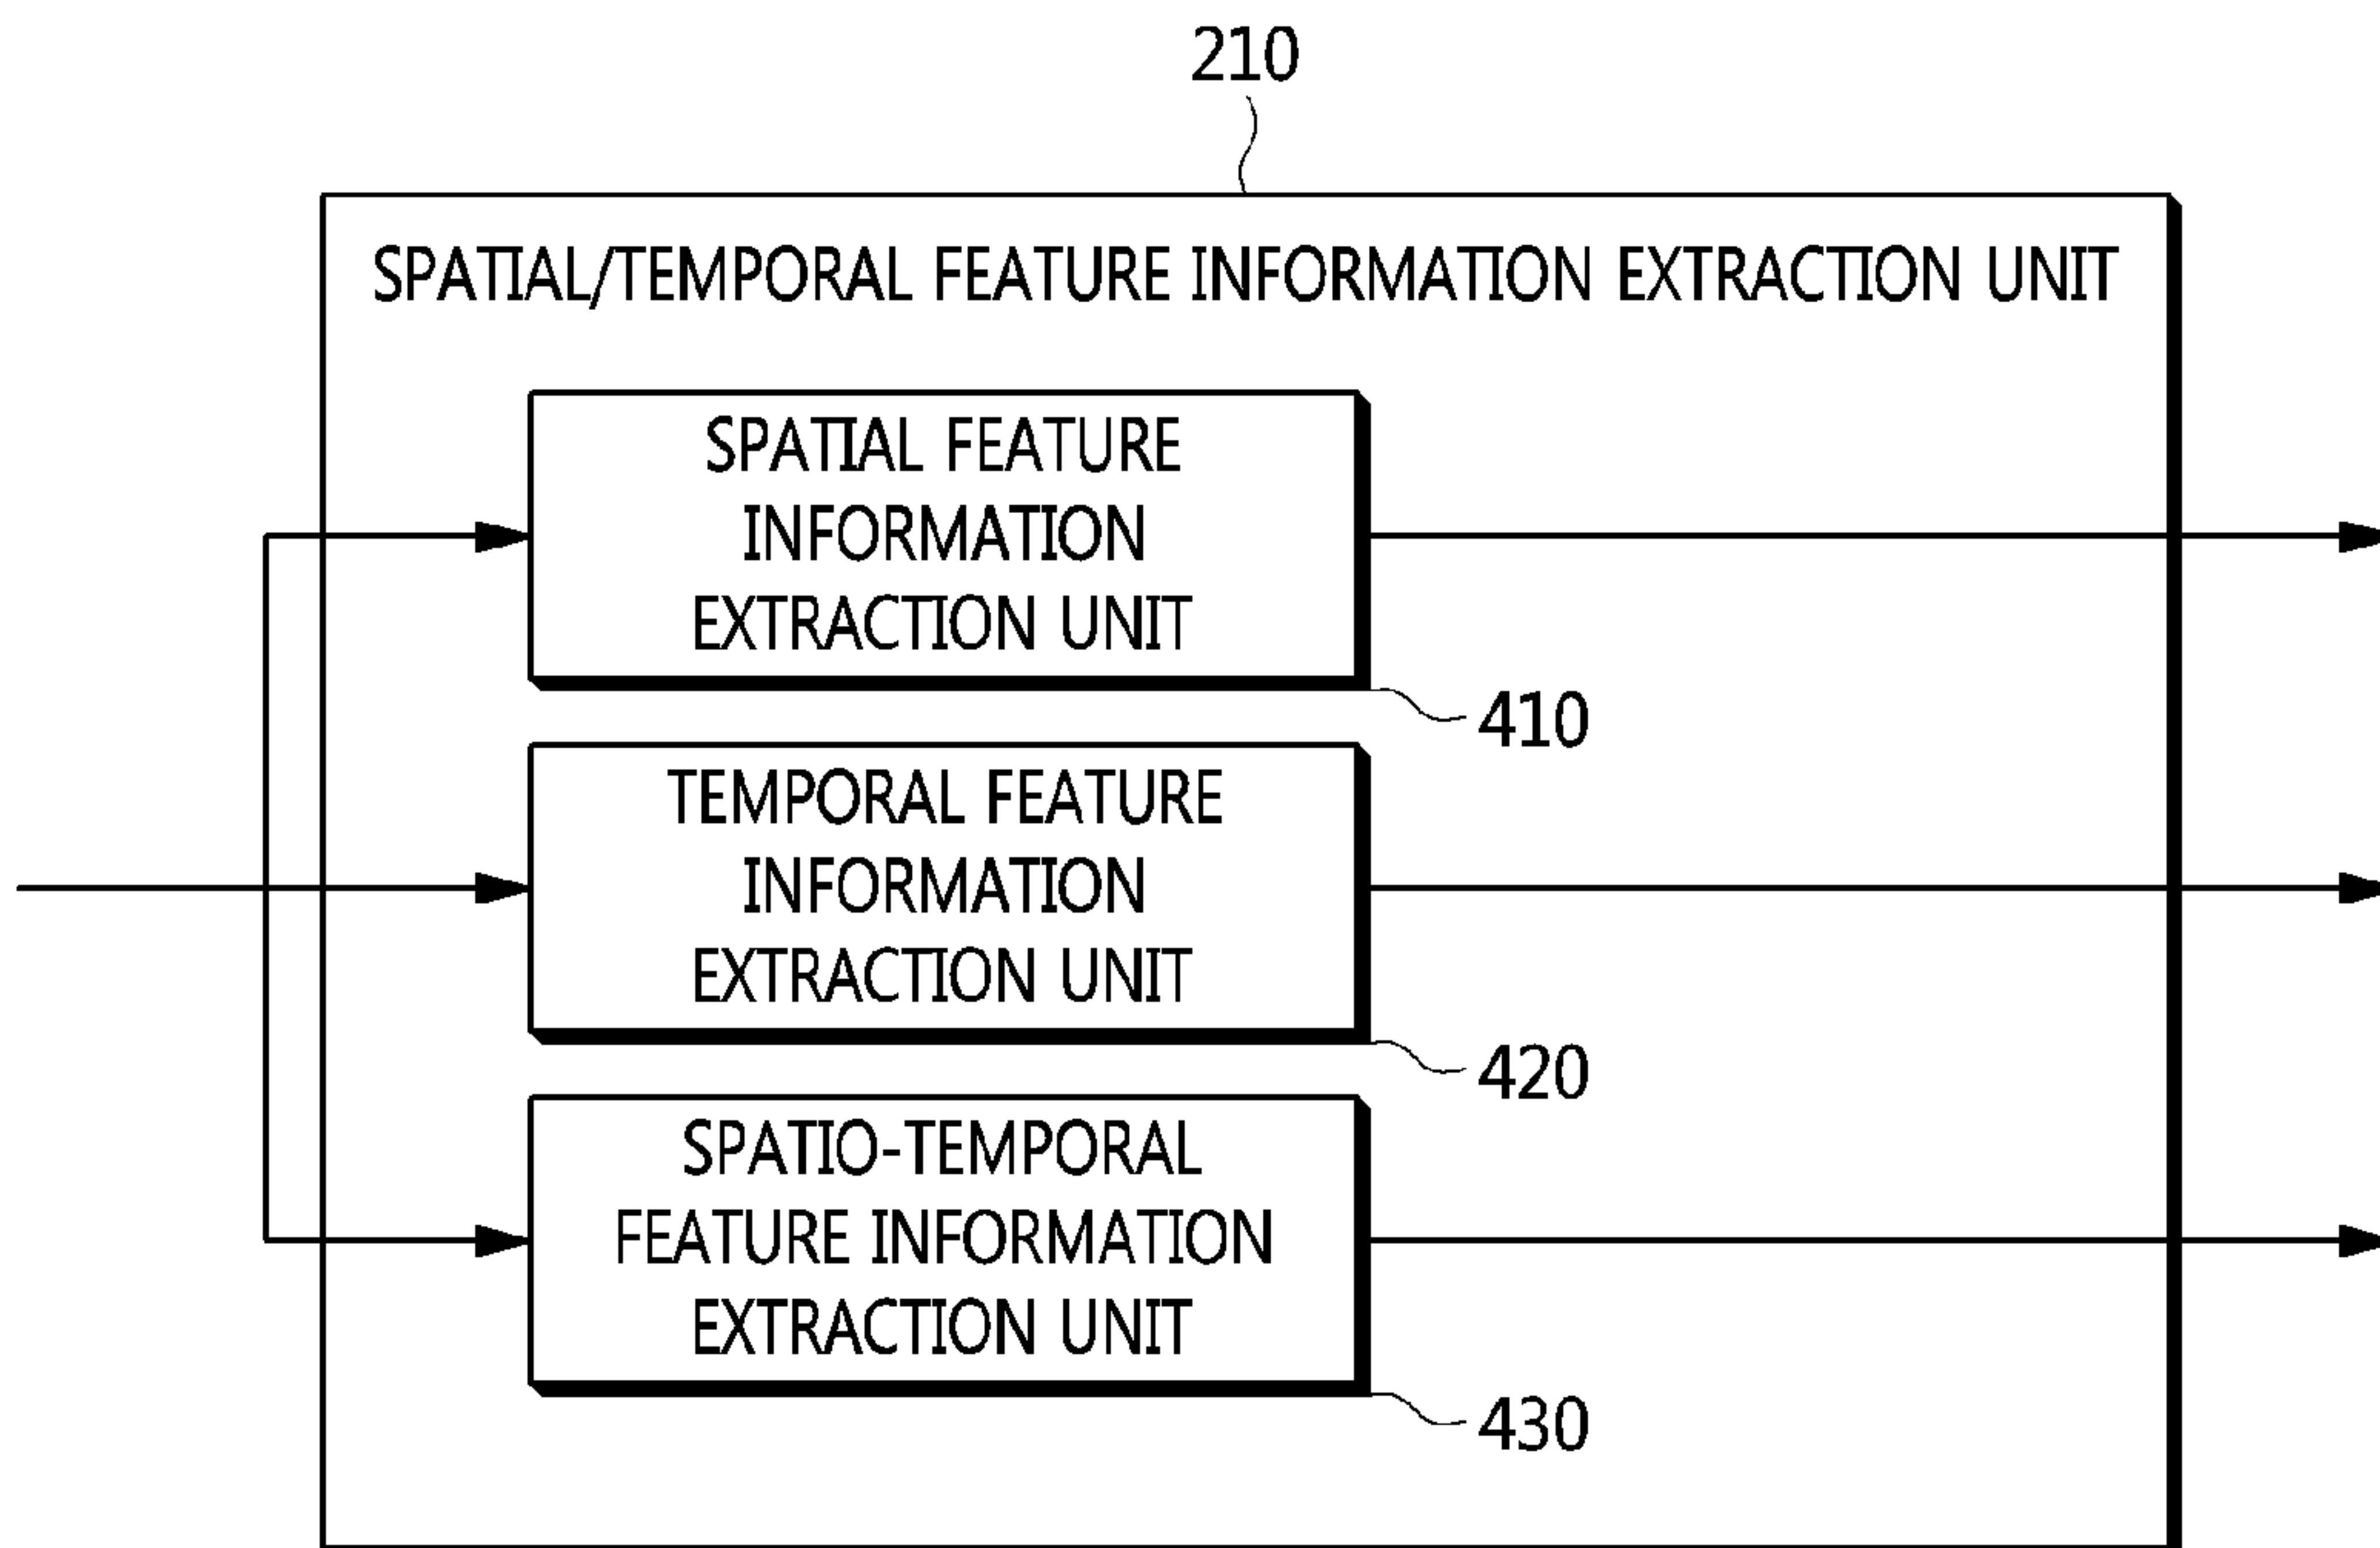 210
SPATIAL/TEMPORAL FEATURE INFORMATION EXTRACTION UNIT
SPATIAL FEATURE
INFORMATION
EXTRACTION UNIT
410
TEMPORAL FEATURE
INFORMATION
EXTRACTION UNIT
420
SPATIO-TEMPORAL
FEATURE INFORMATION
EXTRACTION UNIT
430